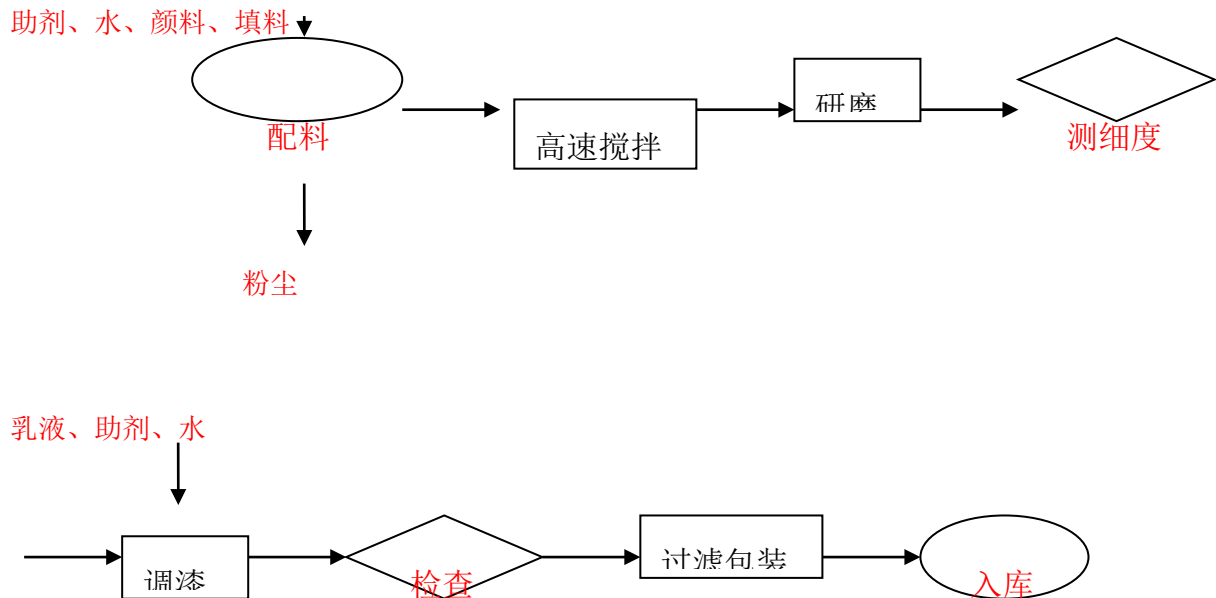 助剂、水、颜料、填料
配料
高速搅拌
研磨
测细度
粉尘
乳液、助剂、水
调漆
检查
过滤包装
入库